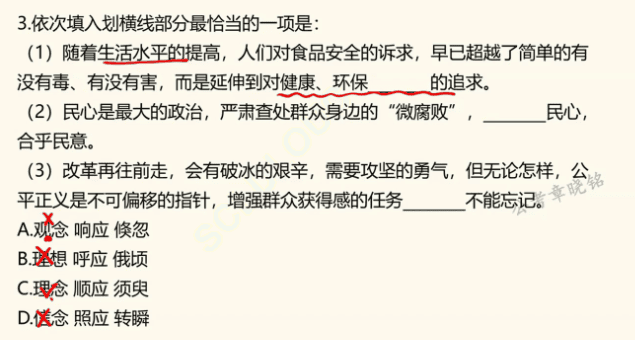 3.依次填入划横线部分最恰当的一项是：
（1）随着生活水平的提高，人们对食品安全的诉求，早已超越了简单的有
没有毒、有没有害，而是延伸到对健康、环保______的追求。
（2）民心是最大的政治，严肃查处群众身边的“微腐败”，______民心，
合乎民意。
（3）改革再往前走，会有破冰的艰辛，需要攻坚的勇气，但无论怎样，公
平正义是不可偏移的指针，增强群众获得感的任务______不能忘记。
公考章晓铭
A.观念 响应 倏忽
B.理想 呼应 俄顷
C.理念 顺应 须臾
D.信念 照应 转瞬